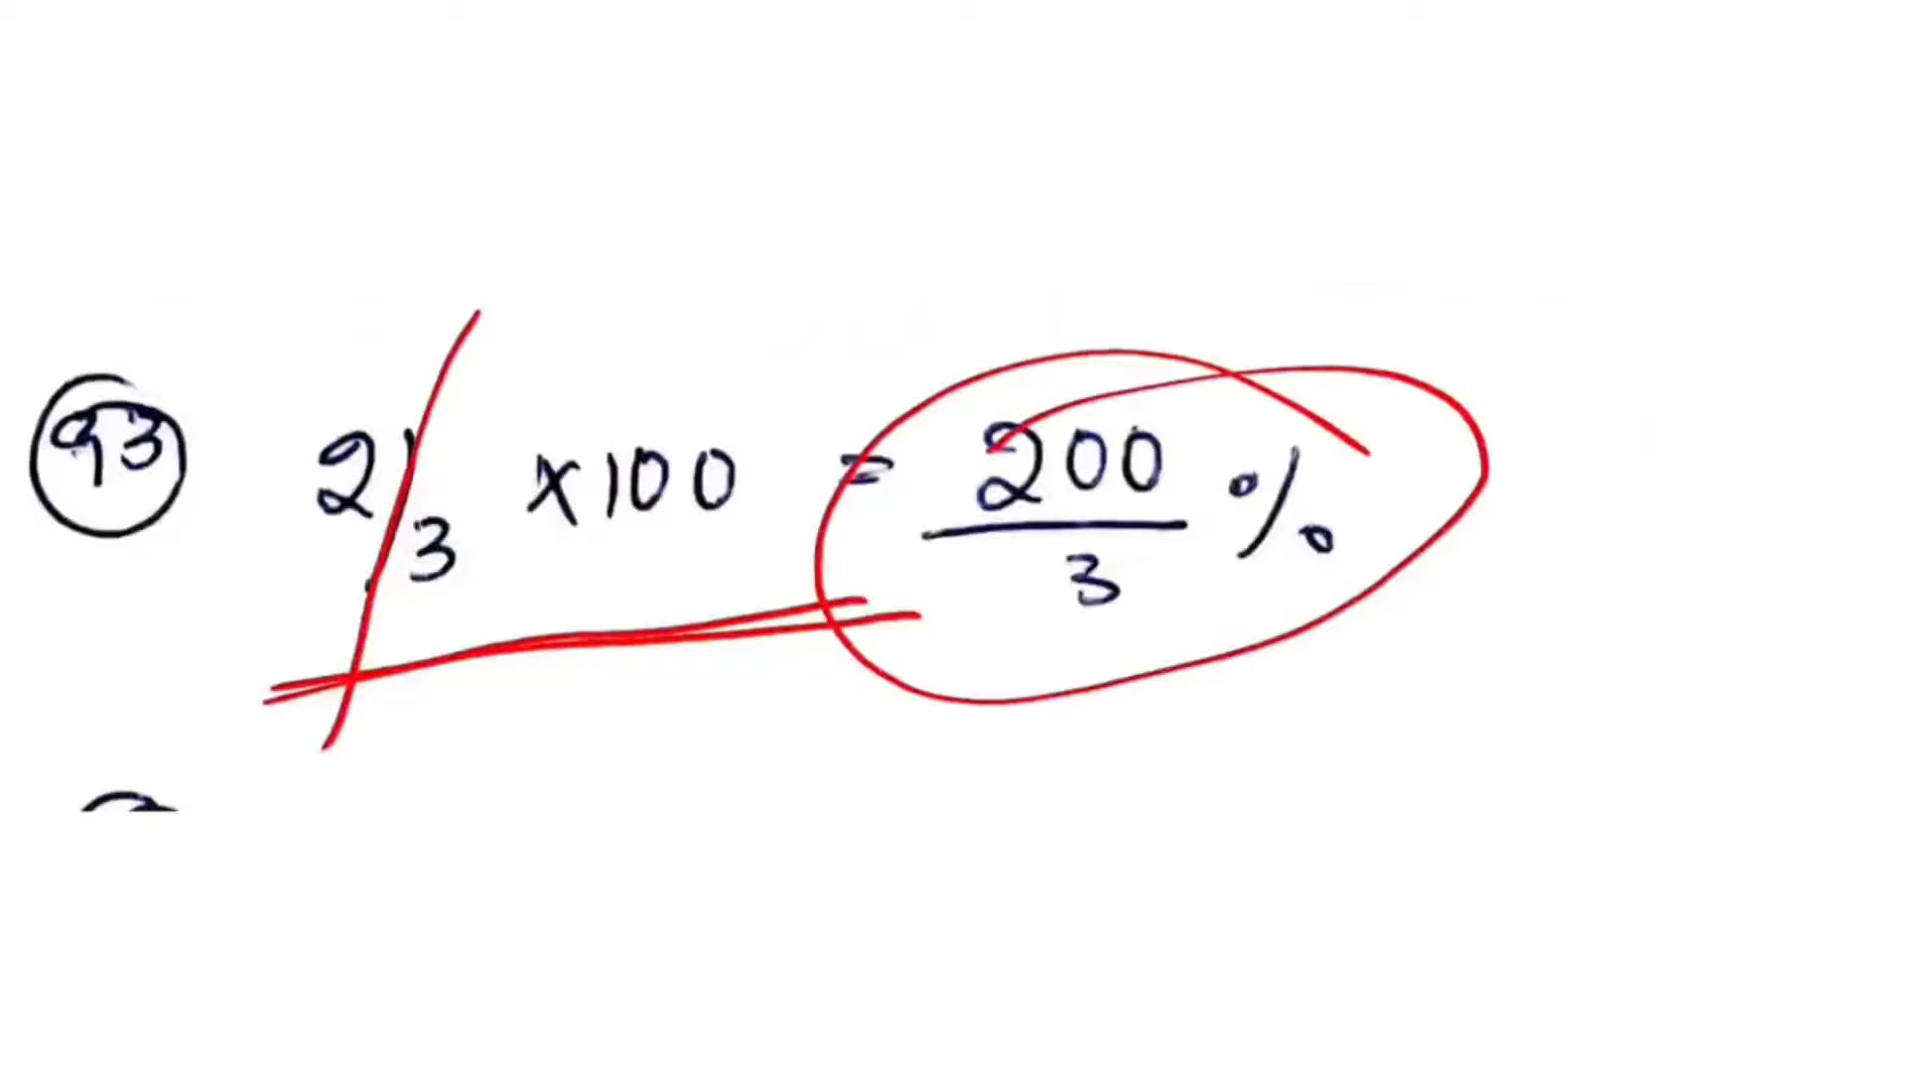 93 2/3 x100 = 200/3 %